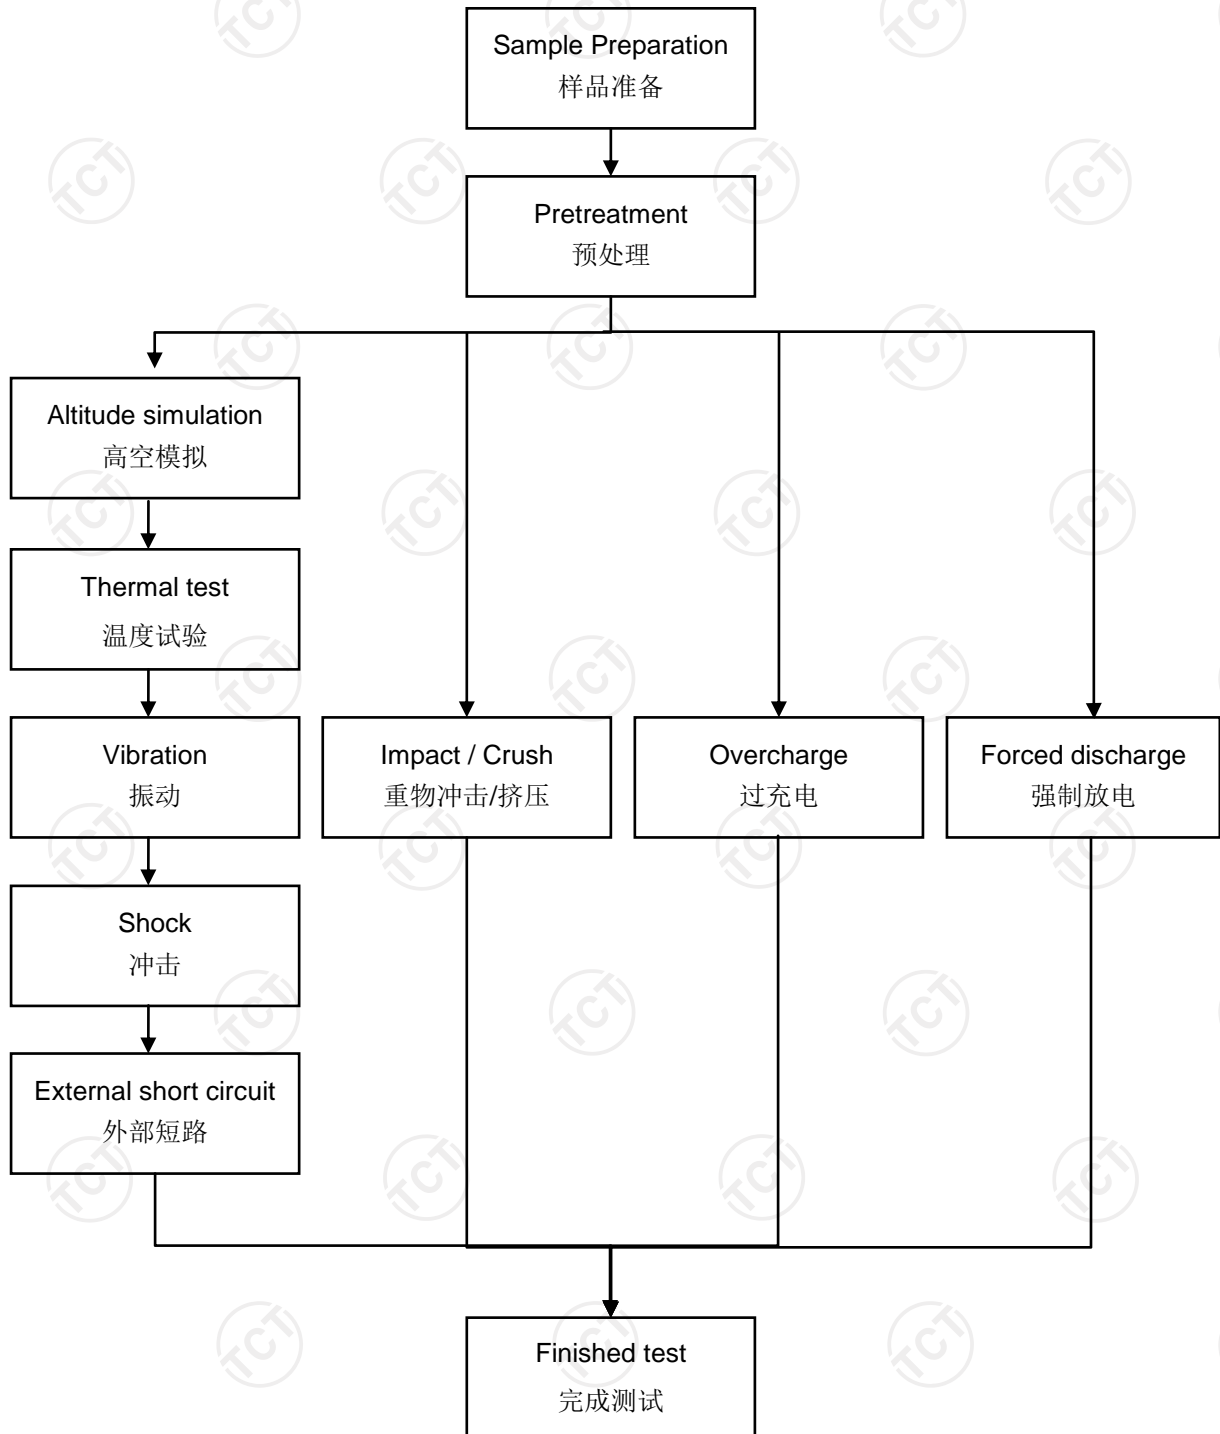 Sample Preparation
样品准备
Pretreatment
预处理
Altitude simulation
高空模拟
Thermal test
温度试验
Vibration
振动
Impact / Crush
重物冲击/挤压
Overcharge
过充电
Forced discharge
强制放电
Shock
冲击
External short circuit
外部短路
Finished test
完成测试
TCT